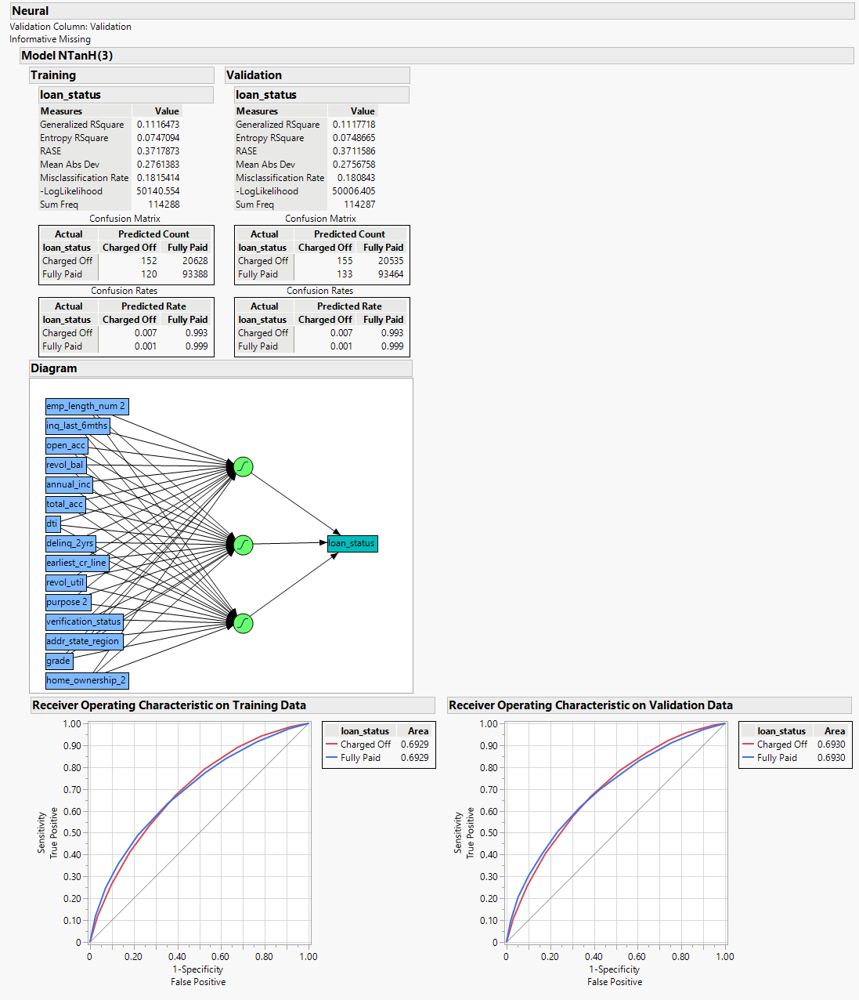 Neural
Validation Column: Validation
Informative Missing
Model NTanH(3)
Training
loan_status
Measures Value
Generalized RSquare 0.1116473
Entropy RSquare 0.0747094
RASE 0.3717873
Mean Abs Dev 0.2761383
Misclassification Rate 0.1815414
-LogLikelihood 50140.554
Sum Freq 114288
Confusion Matrix
Actual Predicted Count
loan_status Charged Off Fully Paid
Charged Off 152 20628
Fully Paid 120 93388
Confusion Rates
Actual Predicted Rate
loan_status Charged Off Fully Paid
Charged Off 0.007 0.993
Fully Paid 0.001 0.999
Validation
loan_status
Measures Value
Generalized RSquare 0.1117718
Entropy RSquare 0.0748665
RASE 0.3711586
Mean Abs Dev 0.2756758
Misclassification Rate 0.180843
-LogLikelihood 50006.405
Sum Freq 114287
Confusion Matrix
Actual Predicted Count
loan_status Charged Off Fully Paid
Charged Off 155 20535
Fully Paid 133 93464
Confusion Rates
Actual Predicted Rate
loan_status Charged Off Fully Paid
Charged Off 0.007 0.993
Fully Paid 0.001 0.999
Diagram
emp_length_num 2
inq_last_6mths
open_acc
revol_bal
annual_inc
total_acc
dti
delinq_2yrs
earliest_cr_line
revol_util
purpose 2
verification_status
addr_state_region
grade
home_ownership_2
loan_status
Receiver Operating Characteristic on Training Data
1.00
0.90
0.80
0.70
0.60
0.50
0.40
0.30
0.20
0.10
0
Sensitivity
True Positive
0 0.20 0.40 0.60 0.80 1.00
1-Specificity
False Positive
loan_status Area
Charged Off 0.6929
Fully Paid 0.6929
Receiver Operating Characteristic on Validation Data
1.00
0.90
0.80
0.70
0.60
0.50
0.40
0.30
0.20
0.10
0
Sensitivity
True Positive
0 0.20 0.40 0.60 0.80 1.00
1-Specificity
False Positive
loan_status Area
Charged Off 0.6930
Fully Paid 0.6930